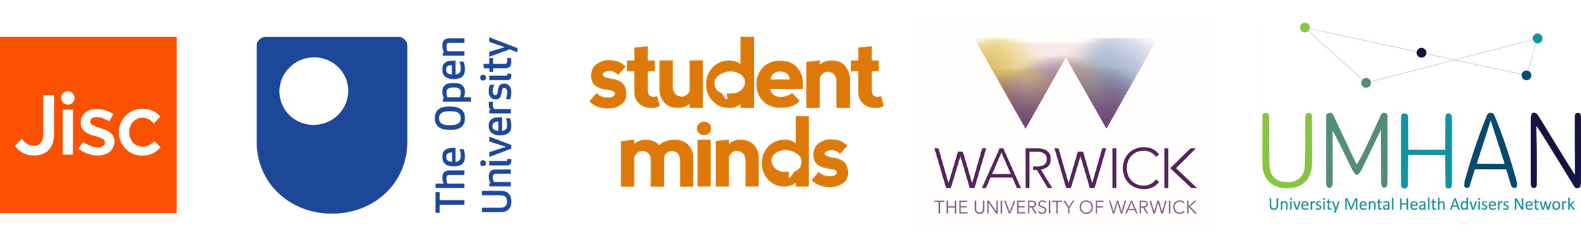 Jisc
The Open
University
student
minds
WARWICK
THE UNIVERSITY OF WARWICK
UMHAN
University Mental Health Advisers Network